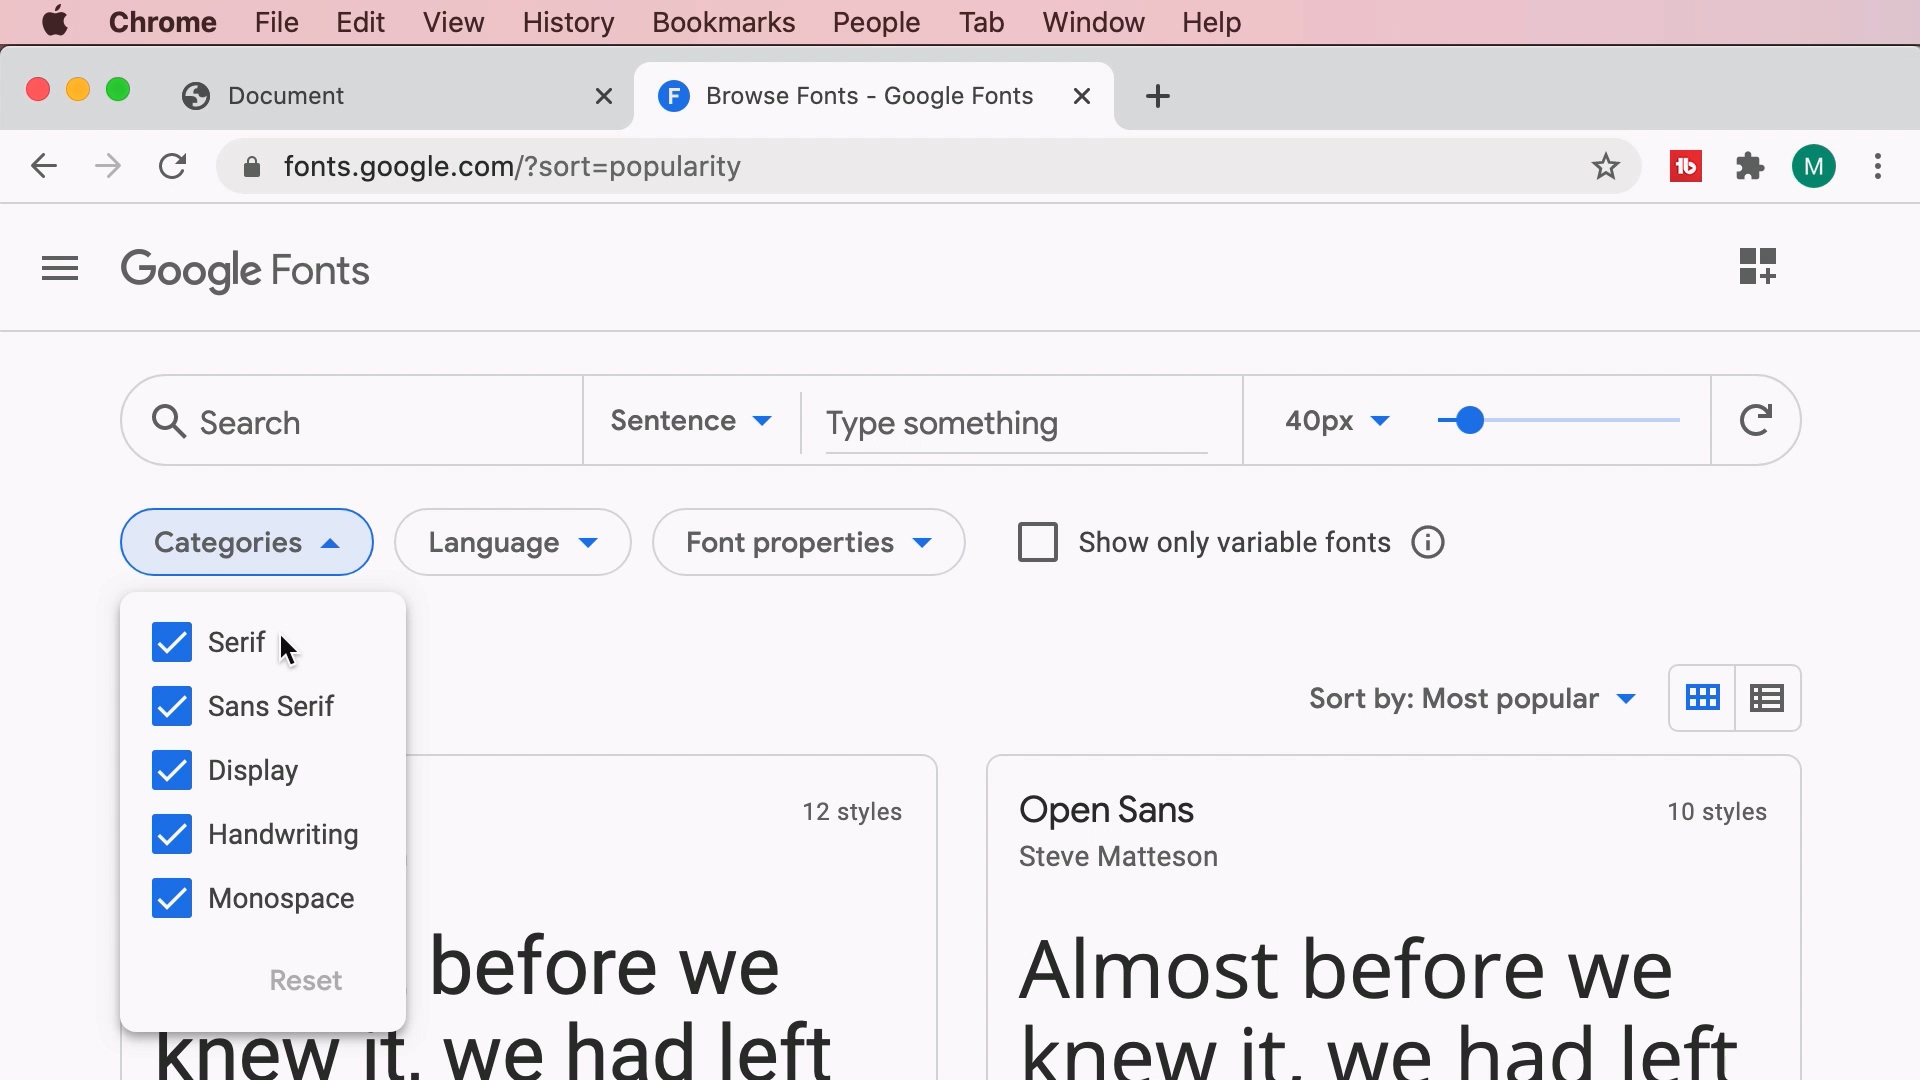 Chrome File Edit View History Bookmarks People Tab Window Help
Document
F Browse Fonts - Google Fonts
fonts.google.com/?sort=popularity
tb
M
Google Fonts
Search
Sentence
Type something
40px
Categories
Language
Font properties
Show only variable fonts
Serif
Sans Serif
Display
Handwriting
Monospace
Reset
Sort by: Most popular
12 styles
before we
knew it, we had left
Open Sans
10 styles
Steve Matteson
Almost before we
knew it, we had left